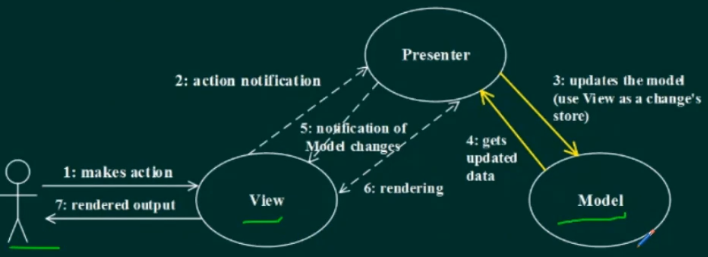 Presenter
2: action notification
3: updates the model
(use View as a change's
store)
5: notification of
Model changes
4: gets
updated
data
1: makes action
6: rendering
View
Model
7: rendered output